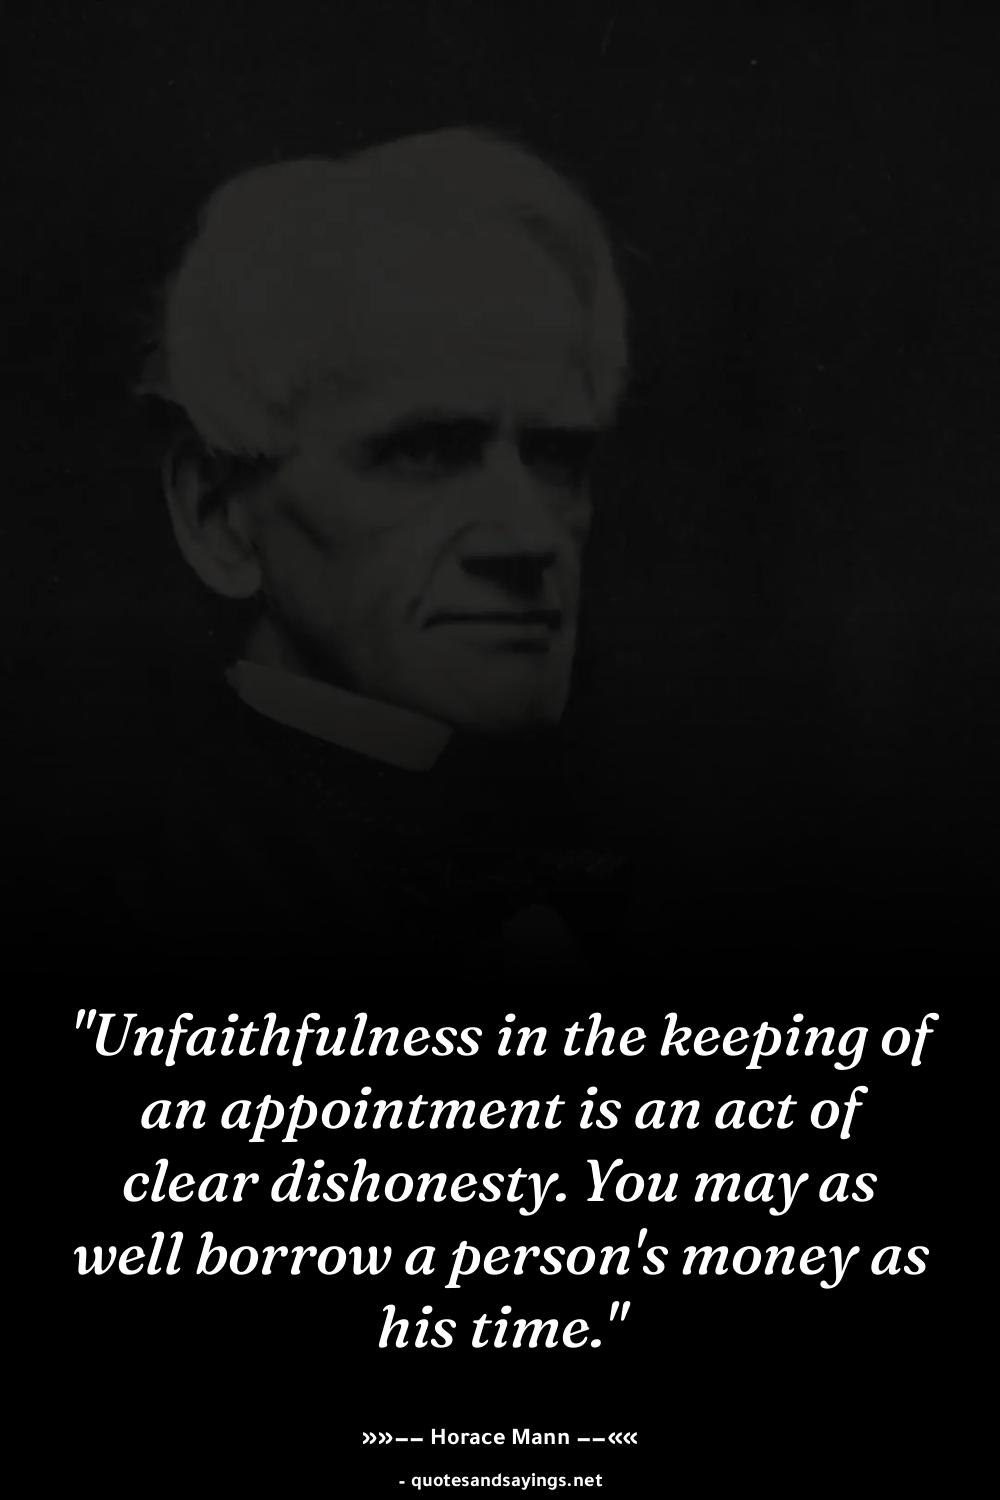 "Unfaithfulness in the keeping of
an appointment is an act of
clear dishonesty. You may as
well borrow a person's money as
his time."
»»–– Horace Mann ––««
- quotesandsayings.net